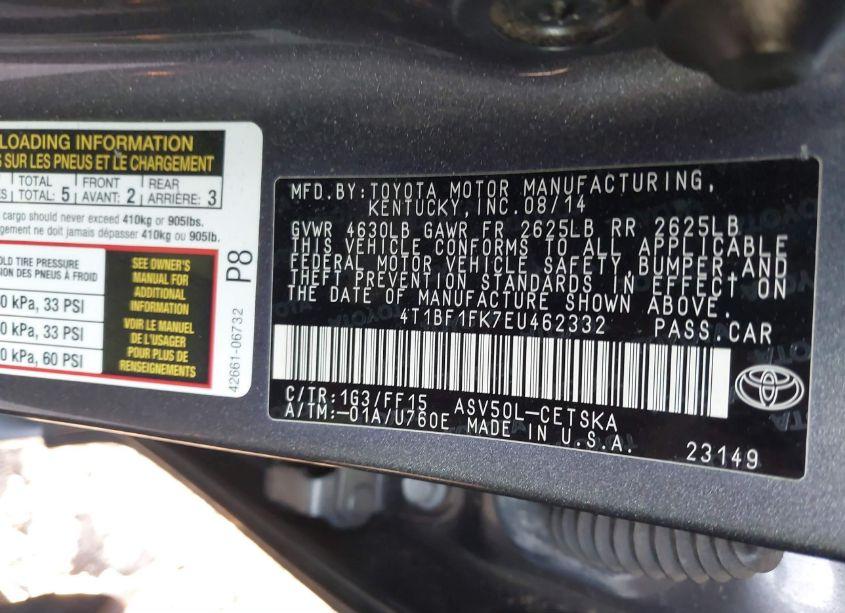 LOADING INFORMATION
SUR LES PNEUS ET LE CHARGEMENT
TOTAL TOTAL: 5
FRONT AVANT: 2
REAR ARRIÈRE: 3
cargo should never exceed 410kg or 905lbs.
ne doit jamais dépasser 410kg ou 905lb.
TIRE PRESSURE
DES PNEUS À FROID
0 kPa, 33 PSI
0 kPa, 33 PSI
0 kPa, 60 PSI
SEE OWNER'S
MANUAL FOR
ADDITIONAL
INFORMATION
VOIR LE MANUEL
DE L'USAGER
POUR PLUS DE
RENSEIGNEMENTS
P8
42661-06732
MFD.BY:TOYOTA MOTOR MANUFACTURING,
KENTUCKY,INC.08/14
GVWR 4630LB GAWR FR 2625LB RR 2625LB
THIS VEHICLE CONFORMS TO ALL APPLICABLE
FEDERAL MOTOR VEHICLE SAFETY,BUMPER,AND
THEFT PREVENTION STANDARDS IN EFFECT ON
THE DATE OF MANUFACTURE SHOWN ABOVE.
4T1BF1FK7EU462332 PASS.CAR
C/TR:1G3/FF15 ASV50L-CETSKA
A/TM:-01A/U760E MADE IN U.S.A.
23149